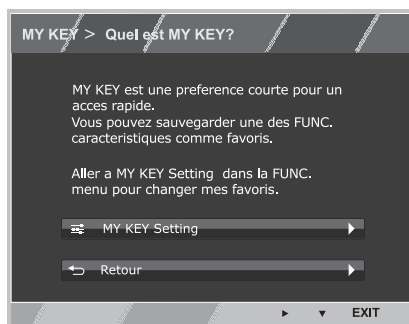 MY KEY > Quel est MY KEY?
MY KEY est une preference courte pour un
acces rapide.
Vous pouvez sauvegarder une des FUNC.
caracteristiques comme favoris.
Aller a MY KEY Setting dans la FUNC.
menu pour changer mes favoris.
MY KEY Setting
Retour
EXIT